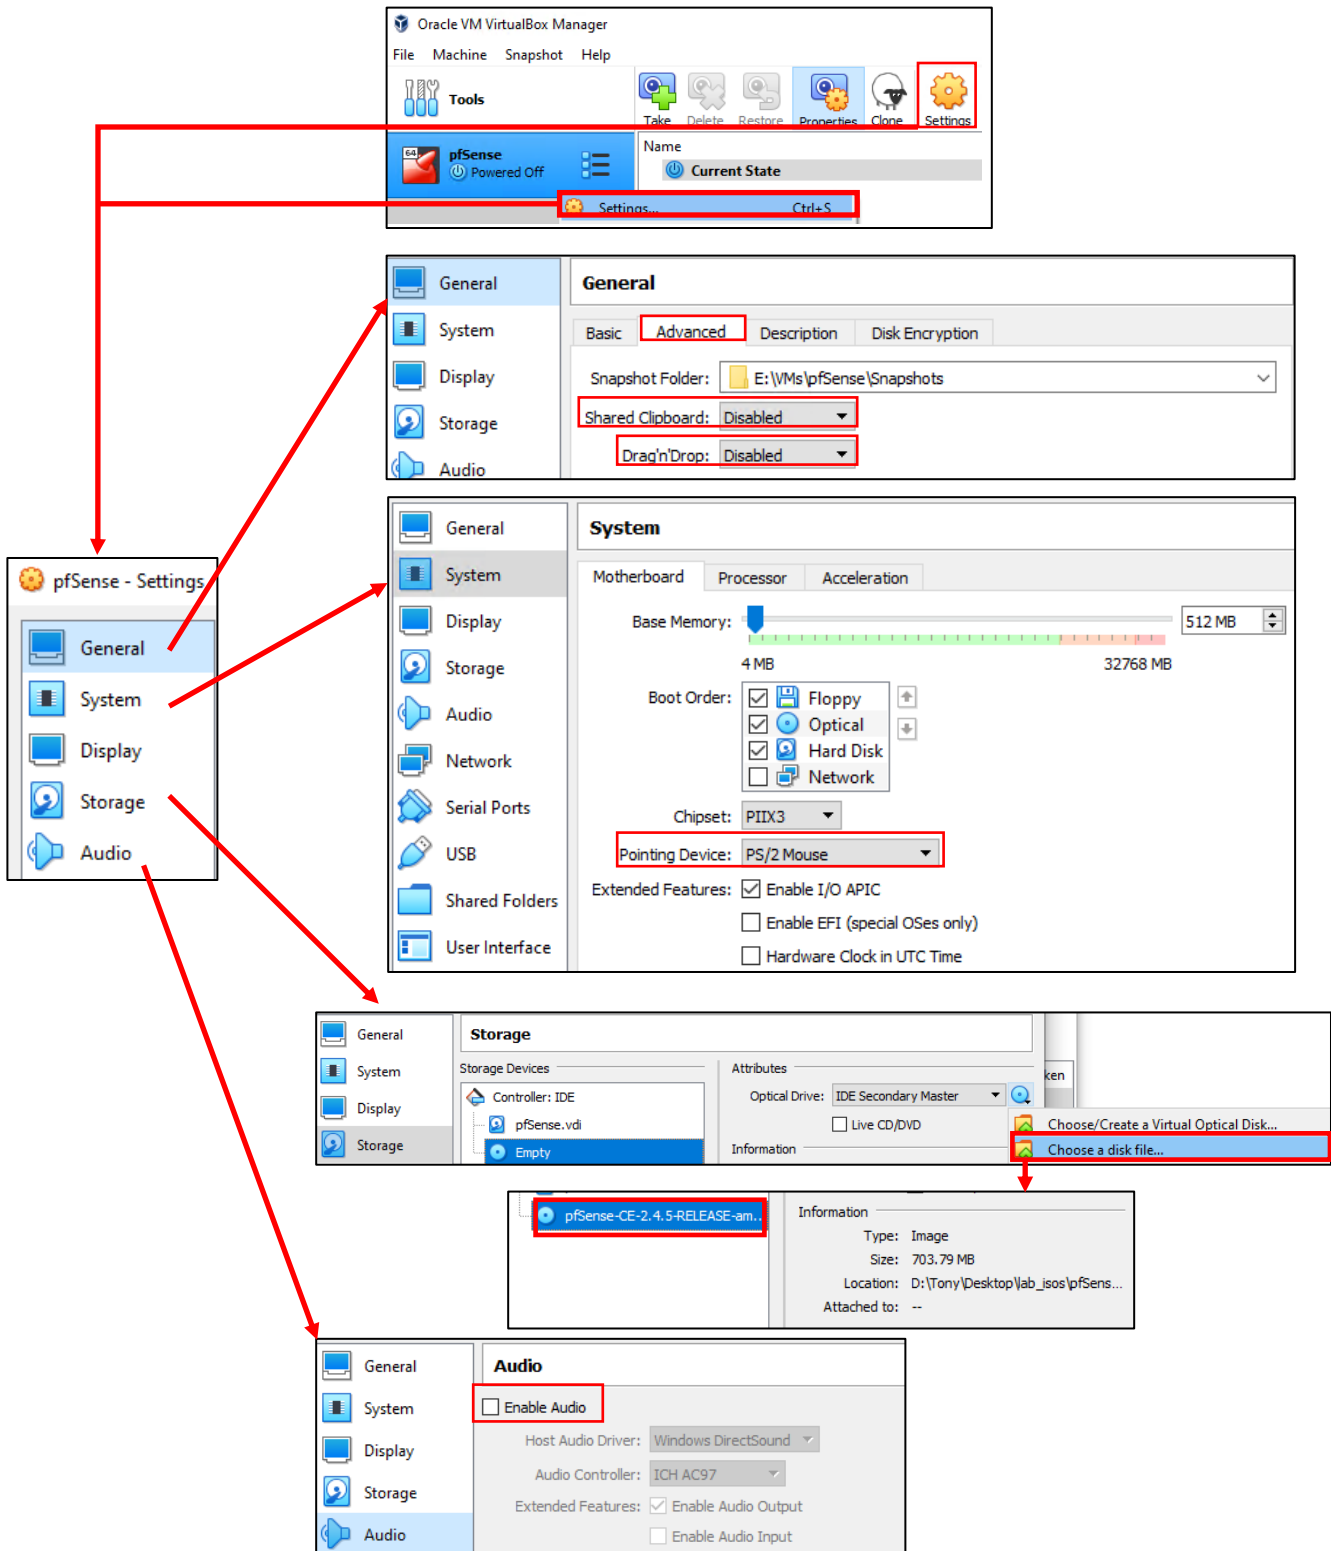 Oracle VM VirtualBox Manager
File Machine Snapshot Help
Tools
Take Delete Restore Properties Clone Settings
64
pfSense
Powered Off
Name
Current State
Settings... Ctrl+S
General
System
Display
Storage
Audio
General
Basic Advanced Description Disk Encryption
Snapshot Folder: E:\VMs\pfSense\Snapshots
Shared Clipboard: Disabled
Drag'n'Drop: Disabled
pfSense - Settings
General
System
Display
Storage
Audio
General
System
Display
Storage
Audio
Network
Serial Ports
USB
Shared Folders
User Interface
System
Motherboard Processor Acceleration
Base Memory: 512 MB
4 MB 32768 MB
Boot Order: Floppy
Optical
Hard Disk
Network
Chipset: PIIX3
Pointing Device: PS/2 Mouse
Extended Features: Enable I/O APIC
Enable EFI (special OSes only)
Hardware Clock in UTC Time
General
System
Display
Storage
Storage
Storage Devices
Controller: IDE
pfSense.vdi
Empty
Attributes
Optical Drive: IDE Secondary Master
Live CD/DVD
Information
ken
Choose/Create a Virtual Optical Disk...
Choose a disk file...
pfSense-CE-2.4.5-RELEASE-am...
Information
Type: Image
Size: 703.79 MB
Location: D:\Tony\Desktop\lab_isos\pfSens...
Attached to: --
General
System
Display
Storage
Audio
Audio
Enable Audio
Host Audio Driver: Windows DirectSound
Audio Controller: ICH AC97
Extended Features: Enable Audio Output
Enable Audio Input